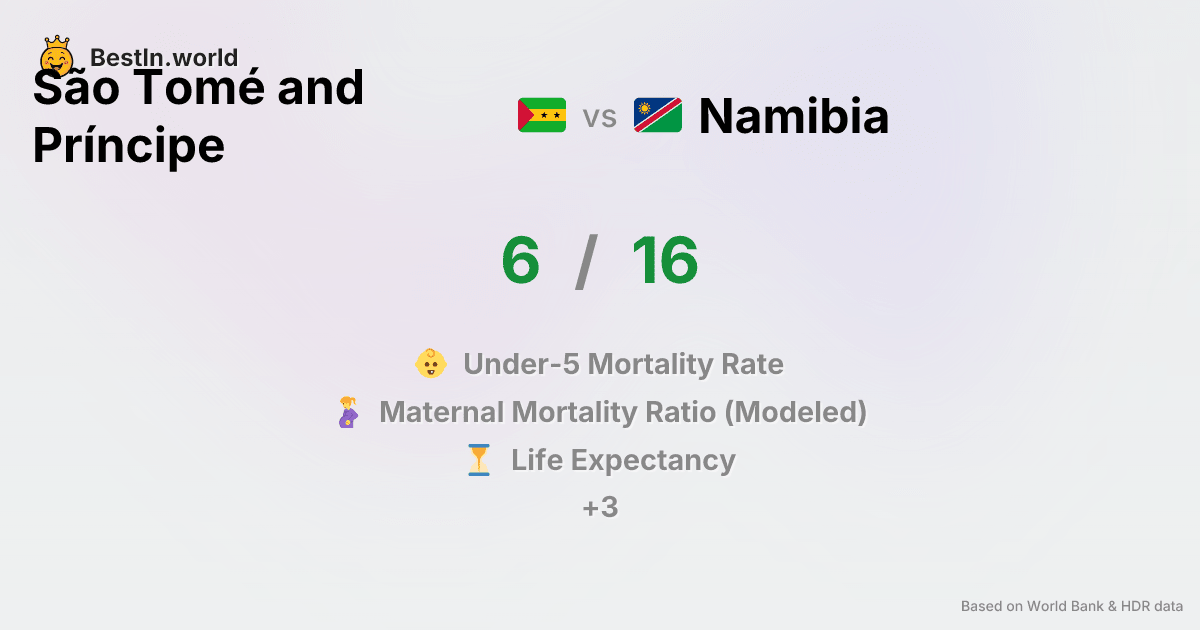 BestIn.world
São Tomé and
Príncipe
vs
Namibia
6 / 16
Under-5 Mortality Rate
Maternal Mortality Ratio (Modeled)
Life Expectancy
+3
Based on World Bank & HDR data